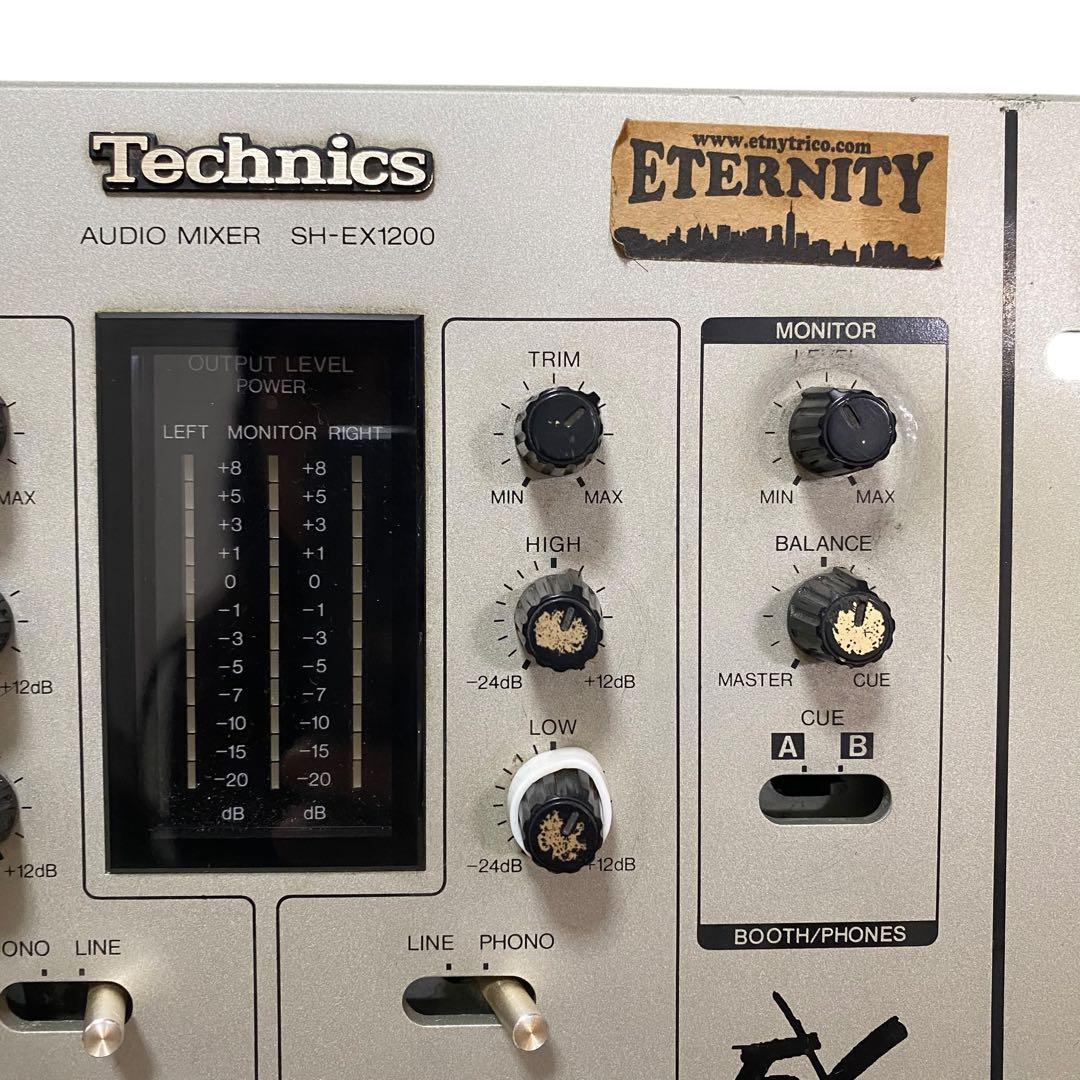 Technics
AUDIO MIXER SH-EX1200
www.etnytrico.com
ETERNITY
OUTPUT LEVEL
POWER
LEFT MONITOR RIGHT
+8 +8
+5 +5
+3 +3
+1 +1
0 0
-1 -1
-3 -3
-5 -5
-7 -7
-10 -10
-15 -15
-20 -20
dB dB
MAX
+12dB
+12dB
ONO LINE
TRIM
MIN MAX
HIGH
-24dB +12dB
LOW
-24dB +12dB
LINE PHONO
MONITOR
LEVEL
MIN MAX
BALANCE
MASTER CUE
CUE
A B
BOOTH/PHONES